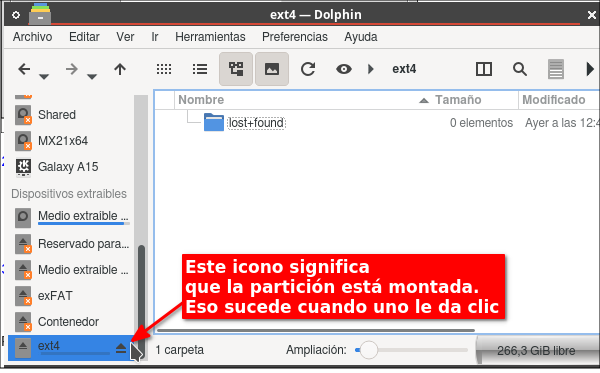 ext4 — Dolphin
Archivo Editar Ver Ir Herramientas Preferencias Ayuda
ext4
Nombre Tamaño Modificado
lost+found 0 elementos Ayer a las 12:4
Shared
MX21x64
Galaxy A15
Dispositivos extraíbles
Medio extraíble ...
Reservado para...
Medio extraíble ...
exFAT
Contenedor
ext4
Este icono significa
que la partición está montada.
Eso sucede cuando uno le da clic
1 carpeta Ampliación: 266,3 GiB libre